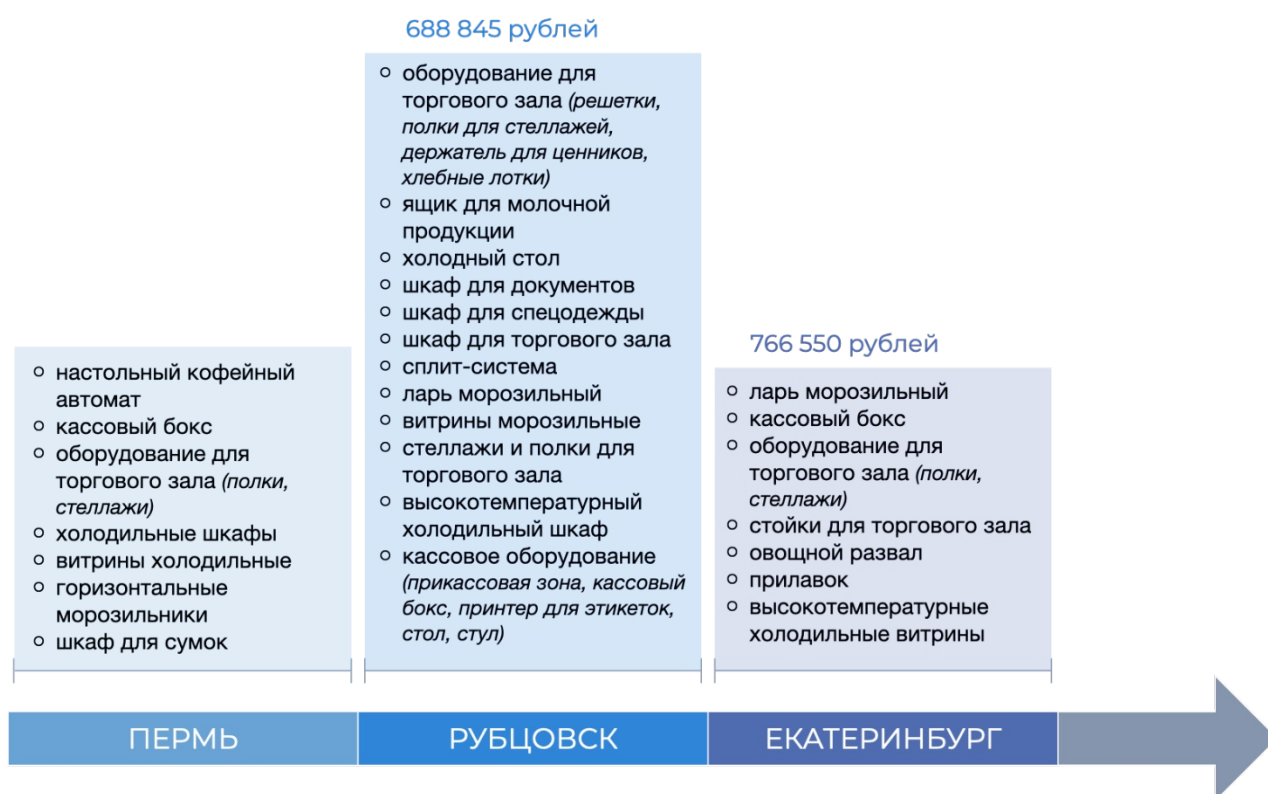 688 845 рублей
○ оборудование для
торгового зала (решетки,
полки для стеллажей,
держатель для ценников,
хлебные лотки)
○ ящик для молочной
продукции
○ холодный стол
○ шкаф для документов
○ шкаф для спецодежды
○ шкаф для торгового зала
○ сплит-система
○ ларь морозильный
○ витрины морозильные
○ стеллажи и полки для
торгового зала
○ высокотемпературный
холодильный шкаф
○ кассовое оборудование
(прикассовая зона, кассовый
бокс, принтер для этикеток,
стол, стул)
766 550 рублей
○ ларь морозильный
○ кассовый бокс
○ оборудование для
торгового зала (полки,
стеллажи)
○ стойки для торгового зала
○ овощной развал
○ прилавок
○ высокотемпературные
холодильные витрины
○ настольный кофейный
автомат
○ кассовый бокс
○ оборудование для
торгового зала (полки,
стеллажи)
○ холодильные шкафы
○ витрины холодильные
○ горизонтальные
морозильники
○ шкаф для сумок
ПЕРМЬ
РУБЦОВСК
ЕКАТЕРИНБУРГ